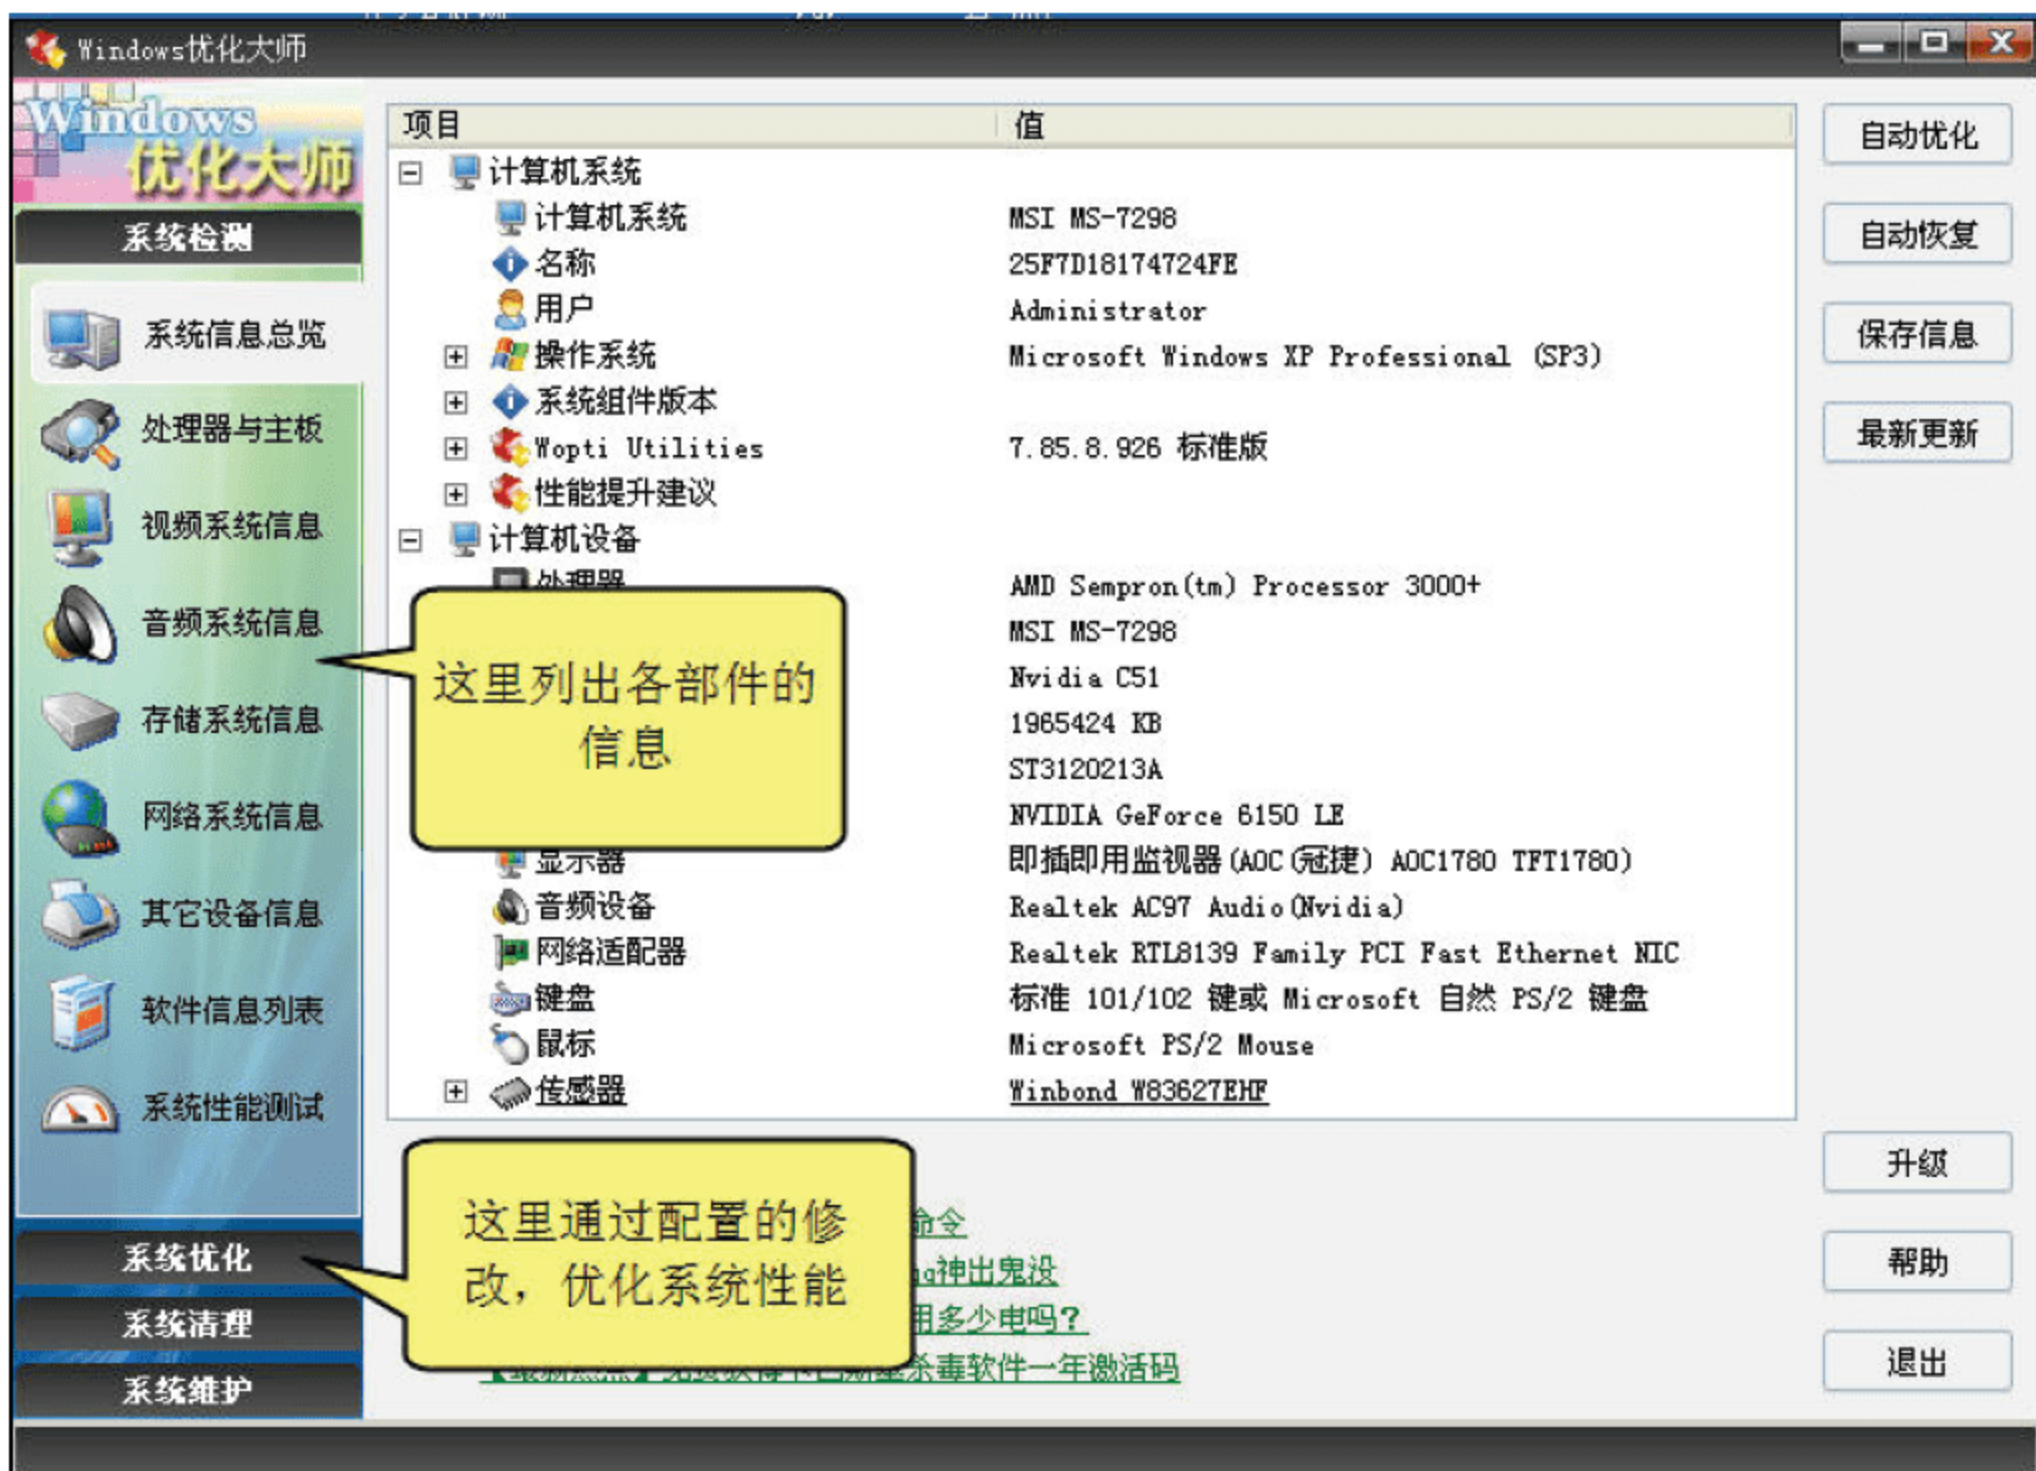 Windows优化大师
Windows
优化大师
系统检测
系统信息总览
处理器与主板
视频系统信息
音频系统信息
存储系统信息
网络系统信息
其它设备信息
软件信息列表
系统性能测试
系统优化
系统清理
系统维护
项目 值
计算机系统
计算机系统 MSI MS-7298
名称 25F7D18174724FE
用户 Administrator
操作系统 Microsoft Windows XP Professional (SP3)
系统组件版本
Wopti Utilities 7.85.8.926 标准版
性能提升建议
计算机设备
处理器 AMD Sempron(tm) Processor 3000+
MSI MS-7298
Nvidia C51
1965424 KB
ST3120213A
NVIDIA GeForce 6150 LE
显示器 即插即用监视器(AOC(冠捷) AOC1780 TFT1780)
音频设备 Realtek AC97 Audio(Nvidia)
网络适配器 Realtek RTL8139 Family PCI Fast Ethernet NIC
键盘 标准 101/102 键或 Microsoft 自然 PS/2 键盘
鼠标 Microsoft PS/2 Mouse
传感器 Winbond W83627EHF
这里列出各部件的
信息
这里通过配置的修
改，优化系统性能
命令
神出鬼没
用多少电吗？
杀毒软件一年激活码
自动优化
自动恢复
保存信息
最新更新
升级
帮助
退出